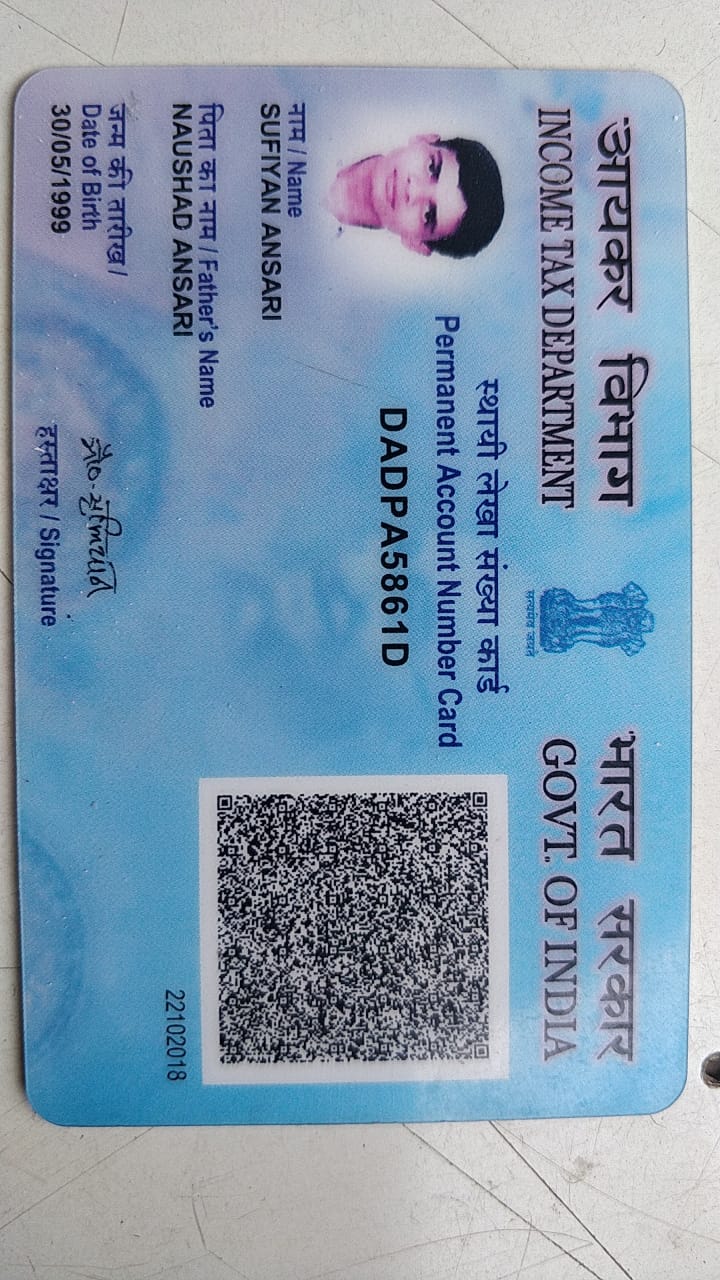 आयकर विभाग
INCOME TAX DEPARTMENT
सत्यमेव जयते
भारत सरकार
GOVT. OF INDIA
स्थायी लेखा संख्या कार्ड
Permanent Account Number Card
DADPA5861D
नाम / Name
SUFIYAN ANSARI
पिता का नाम / Father's Name
NAUSHAD ANSARI
जन्म की तारीख /
Date of Birth
30/05/1999
हस्ताक्षर / Signature
22102018